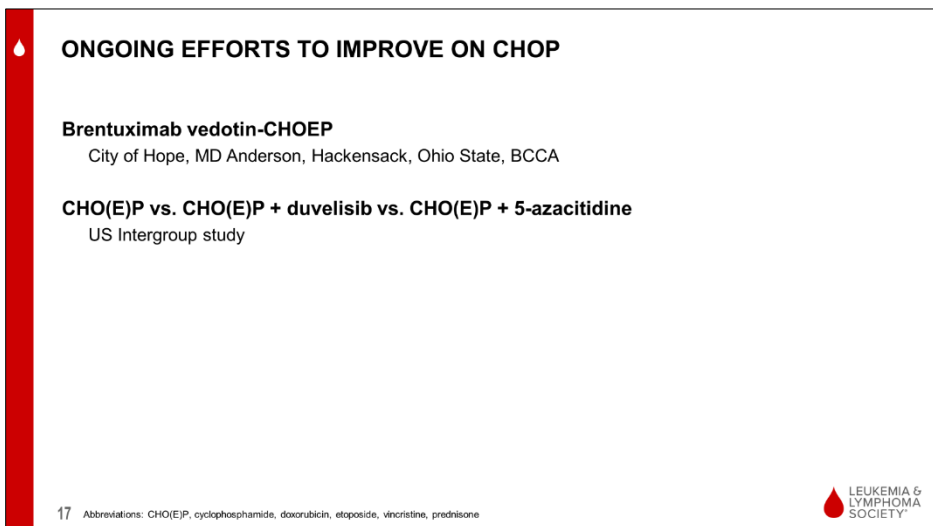 ONGOING EFFORTS TO IMPROVE ON CHOP
Brentuximab vedotin-CHOEP
City of Hope, MD Anderson, Hackensack, Ohio State, BCCA
CHO(E)P vs. CHO(E)P + duvelisib vs. CHO(E)P + 5-azacitidine
US Intergroup study
17 Abbreviations: CHO(E)P, cyclophosphamide, doxorubicin, etoposide, vincristine, prednisone
LEUKEMIA &
LYMPHOMA
SOCIETY°